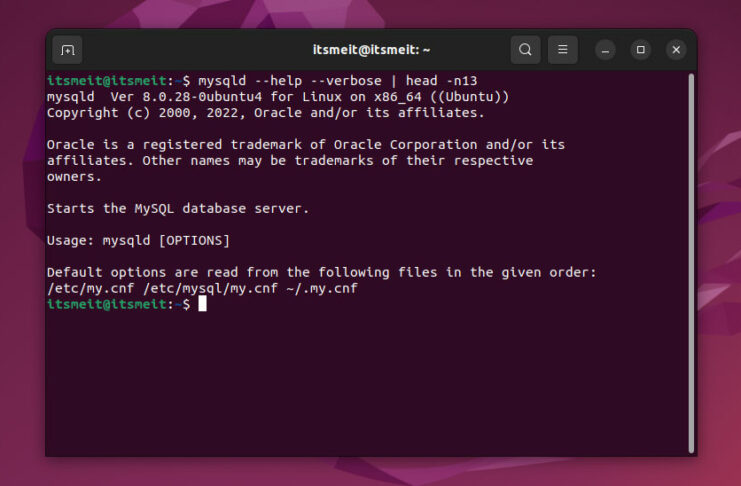 itsmeit@itsmeit: ~
itsmeit@itsmeit:~$ mysqld --help --verbose | head -n13
mysqld  Ver 8.0.28-0ubuntu4 for Linux on x86_64 ((Ubuntu))
Copyright (c) 2000, 2022, Oracle and/or its affiliates.
Oracle is a registered trademark of Oracle Corporation and/or its
affiliates. Other names may be trademarks of their respective
owners.
Starts the MySQL database server.
Usage: mysqld [OPTIONS]
Default options are read from the following files in the given order:
/etc/my.cnf /etc/mysql/my.cnf ~/.my.cnf
itsmeit@itsmeit:~$